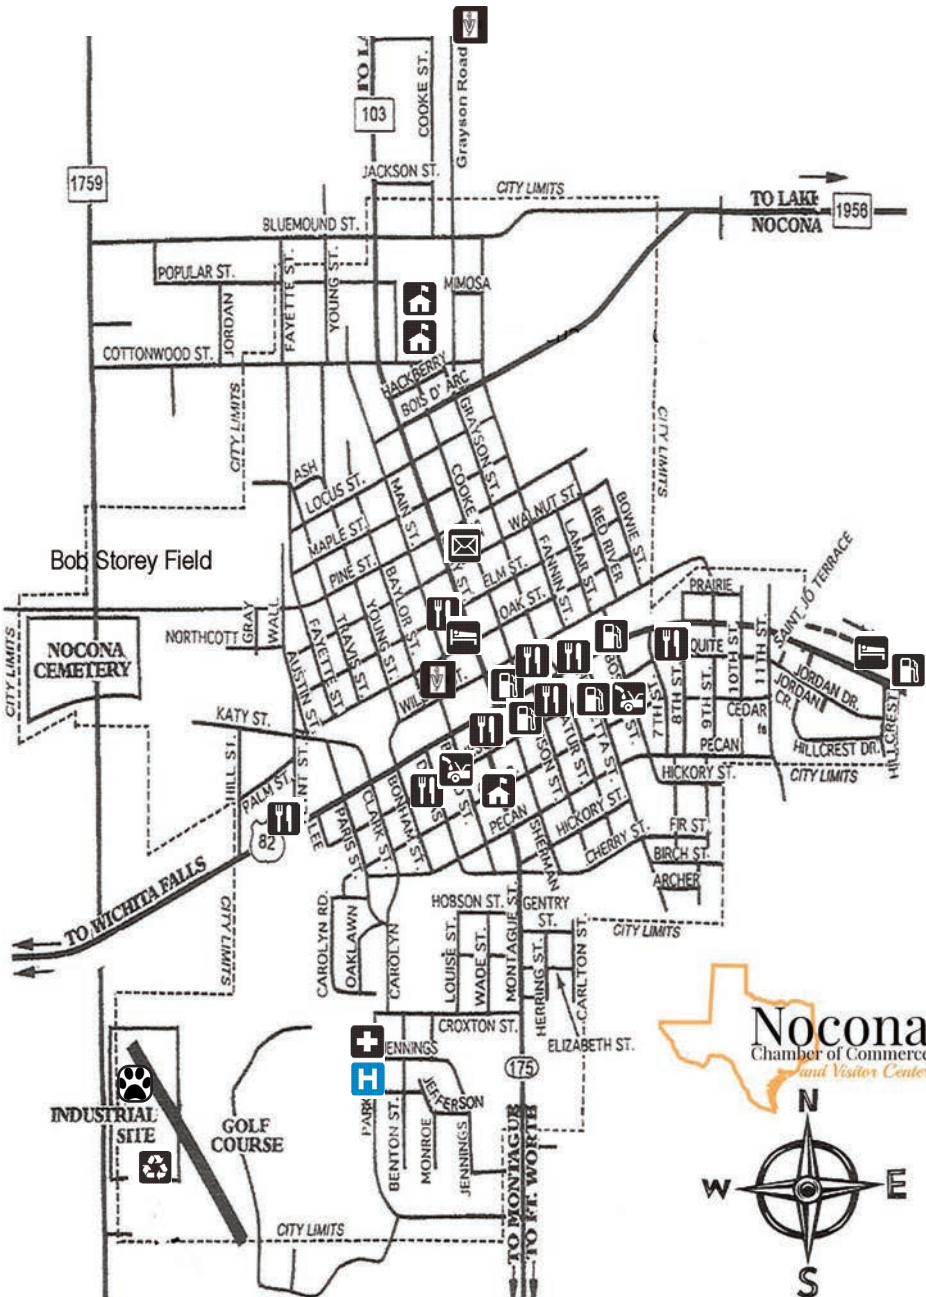 103
COOKE ST.
Grayson Road
JACKSON ST.
1759
CITY LIMITS
TO LAKE
NOCONA
1958
BLUEMOUND ST.
POPULAR ST.
JORDAN
FAYETTE ST.
YOUNG ST.
MIMOSA
COTTONWOOD ST.
HACKBERRY
BOIS D' ARC
CITY LIMITS
CITY LIMITS
GRAYSON ST.
ASH
LOCUS ST.
MAIN ST.
COOKE
MAPLE ST.
WALNUT ST.
BOWIE ST.
RED RIVER
LAMAR ST.
FANNIN ST.
PINE ST.
ELM ST.
OAK ST.
BAYLOR ST.
YOUNG ST.
TRAVIS ST.
FAYETTE ST.
AUSTIN ST.
Bob Storey Field
NORTHCOTT
GRAY
WALL
NOCONA
CEMETERY
CITY LIMITS
PRAIRIE
SAINT JO TERRACE
QUITE
7TH ST.
8TH ST.
9TH ST.
10TH ST.
11TH ST.
CEDAR
PECAN
JORDAN DR.
JORDAN
CR.
HILLCREST DR.
HILLCREST
CITY LIMITS
KATY ST.
HILL ST.
PALM ST.
82
LEE
PARIS ST.
CLARK ST.
BONHAM ST.
PECAN
SHERMAN
HICKORY ST.
CHERRY ST.
HICKORY ST.
FIR ST.
BIRCH ST.
ARCHER
TO WICHITA FALLS
CITY LIMITS
CAROLYN RD.
OAKLAWN
CAROLYN
HOBSON ST.
LOUISE ST.
WADE ST.
MONTAGUE ST.
GENTRY
ST.
HERRING ST.
CARLTON ST.
CITY LIMITS
CROXTON ST.
ELIZABETH ST.
JENNINGS
H
175
PARK
BENTON ST.
JEFFERSON
MONROE
JENNINGS
INDUSTRIAL
SITE
GOLF
COURSE
CITY LIMITS
TO MONTAGUE
TO FT. WORTH
Nocona
Chamber of Commerce
and Visitor Center
N
W
E
S